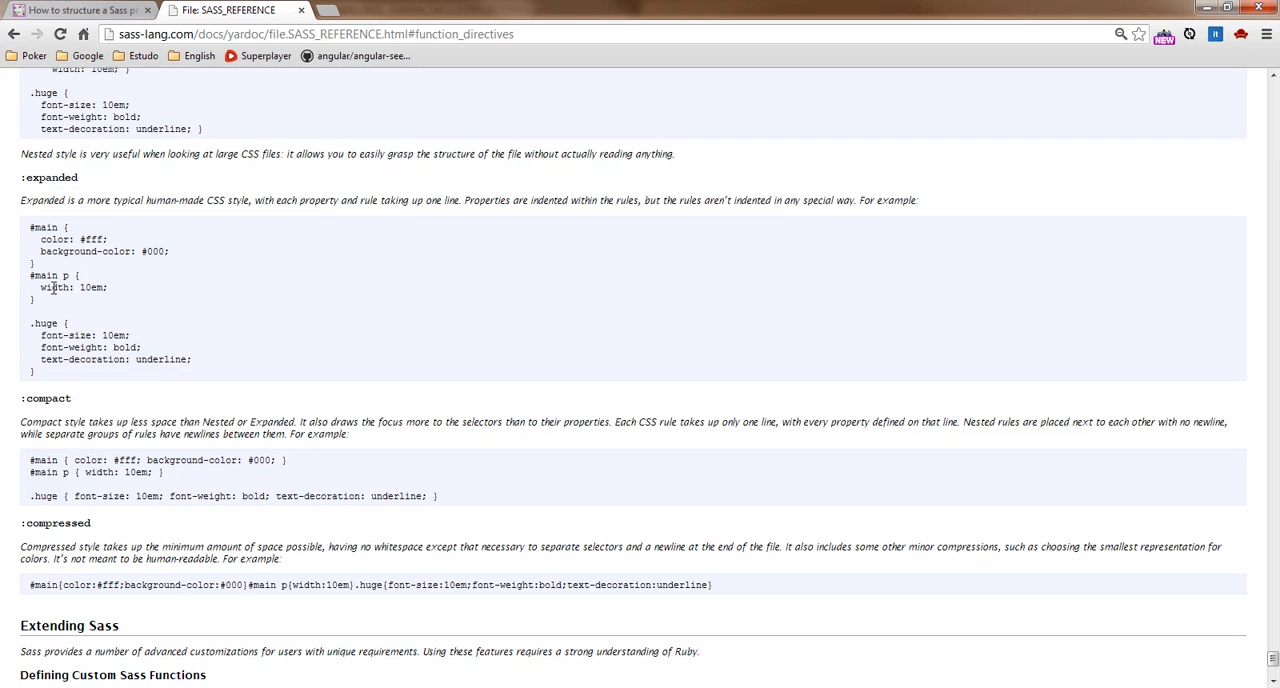 How to structure a Sass pr
File: SASS_REFERENCE
sass-lang.com/docs/yardoc/file.SASS_REFERENCE.html#function_directives
NEW
it
Poker
Google
Estudo
English
Superplayer
angular/angular-see...
width: 10em; }
.huge {
font-size: 10em;
font-weight: bold;
text-decoration: underline; }
Nested style is very useful when looking at large CSS files: it allows you to easily grasp the structure of the file without actually reading anything.
:expanded
Expanded is a more typical human-made CSS style, with each property and rule taking up one line. Properties are indented within the rules, but the rules aren't indented in any special way. For example:
#main {
color: #fff;
background-color: #000;
}
#main p {
width: 10em;
}
.huge {
font-size: 10em;
font-weight: bold;
text-decoration: underline;
}
:compact
Compact style takes up less space than Nested or Expanded. It also draws the focus more to the selectors than to their properties. Each CSS rule takes up only one line, with every property defined on that line. Nested rules are placed next to each other with no newline,
while separate groups of rules have newlines between them. For example:
#main { color: #fff; background-color: #000; }
#main p { width: 10em; }
.huge { font-size: 10em; font-weight: bold; text-decoration: underline; }
:compressed
Compressed style takes up the minimum amount of space possible, having no whitespace except that necessary to separate selectors and a newline at the end of the file. It also includes some other minor compressions, such as choosing the smallest representation for
colors. It's not meant to be human-readable. For example:
#main{color:#fff;background-color:#000}#main p{width:10em}.huge{font-size:10em;font-weight:bold;text-decoration:underline}
Extending Sass
Sass provides a number of advanced customizations for users with unique requirements. Using these features requires a strong understanding of Ruby.
Defining Custom Sass Functions